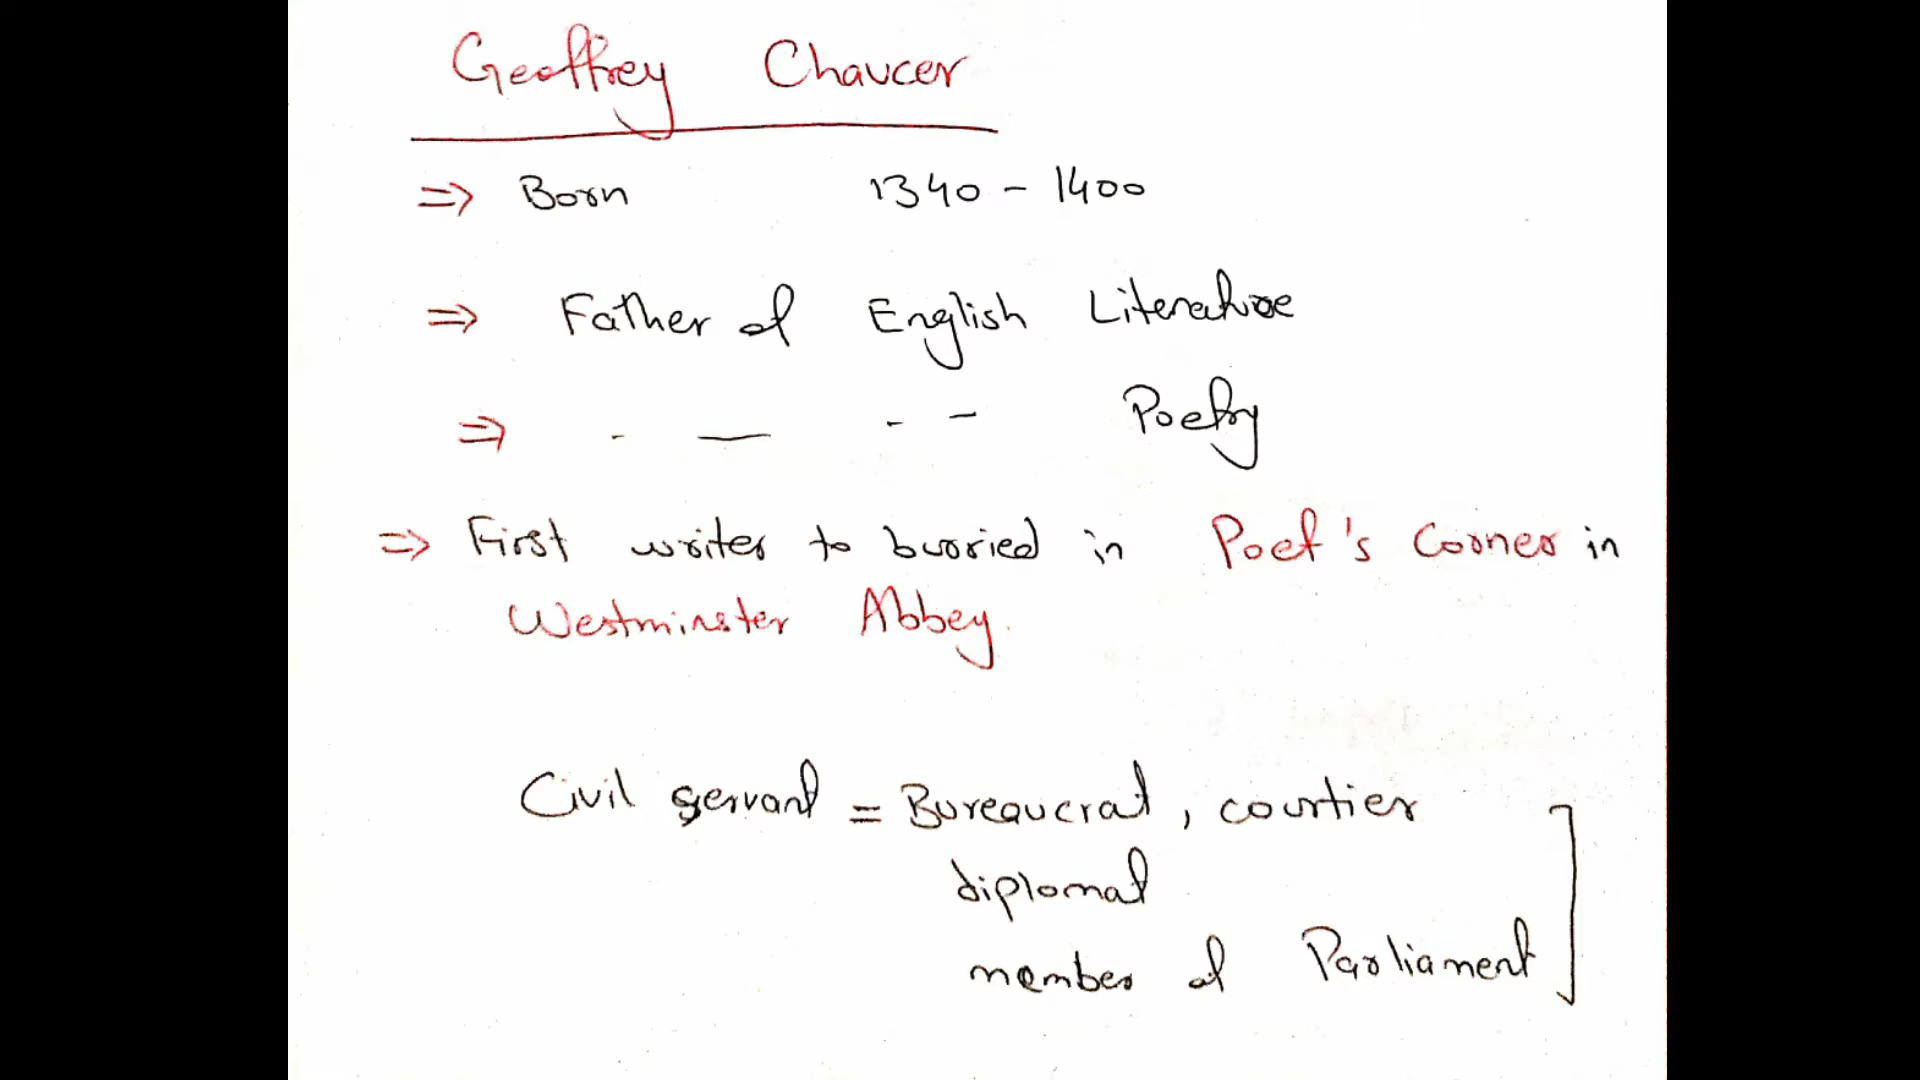 Geoffrey Chaucer
⇒ Born 1340 - 1400
⇒ Father of English Literature
⇒ - — - - Poetry
⇒ First writer to burried in Poet's Corner in
Westminster Abbey.
Civil servant = Bureaucrat, courtier
diplomat
member of Parliament ]